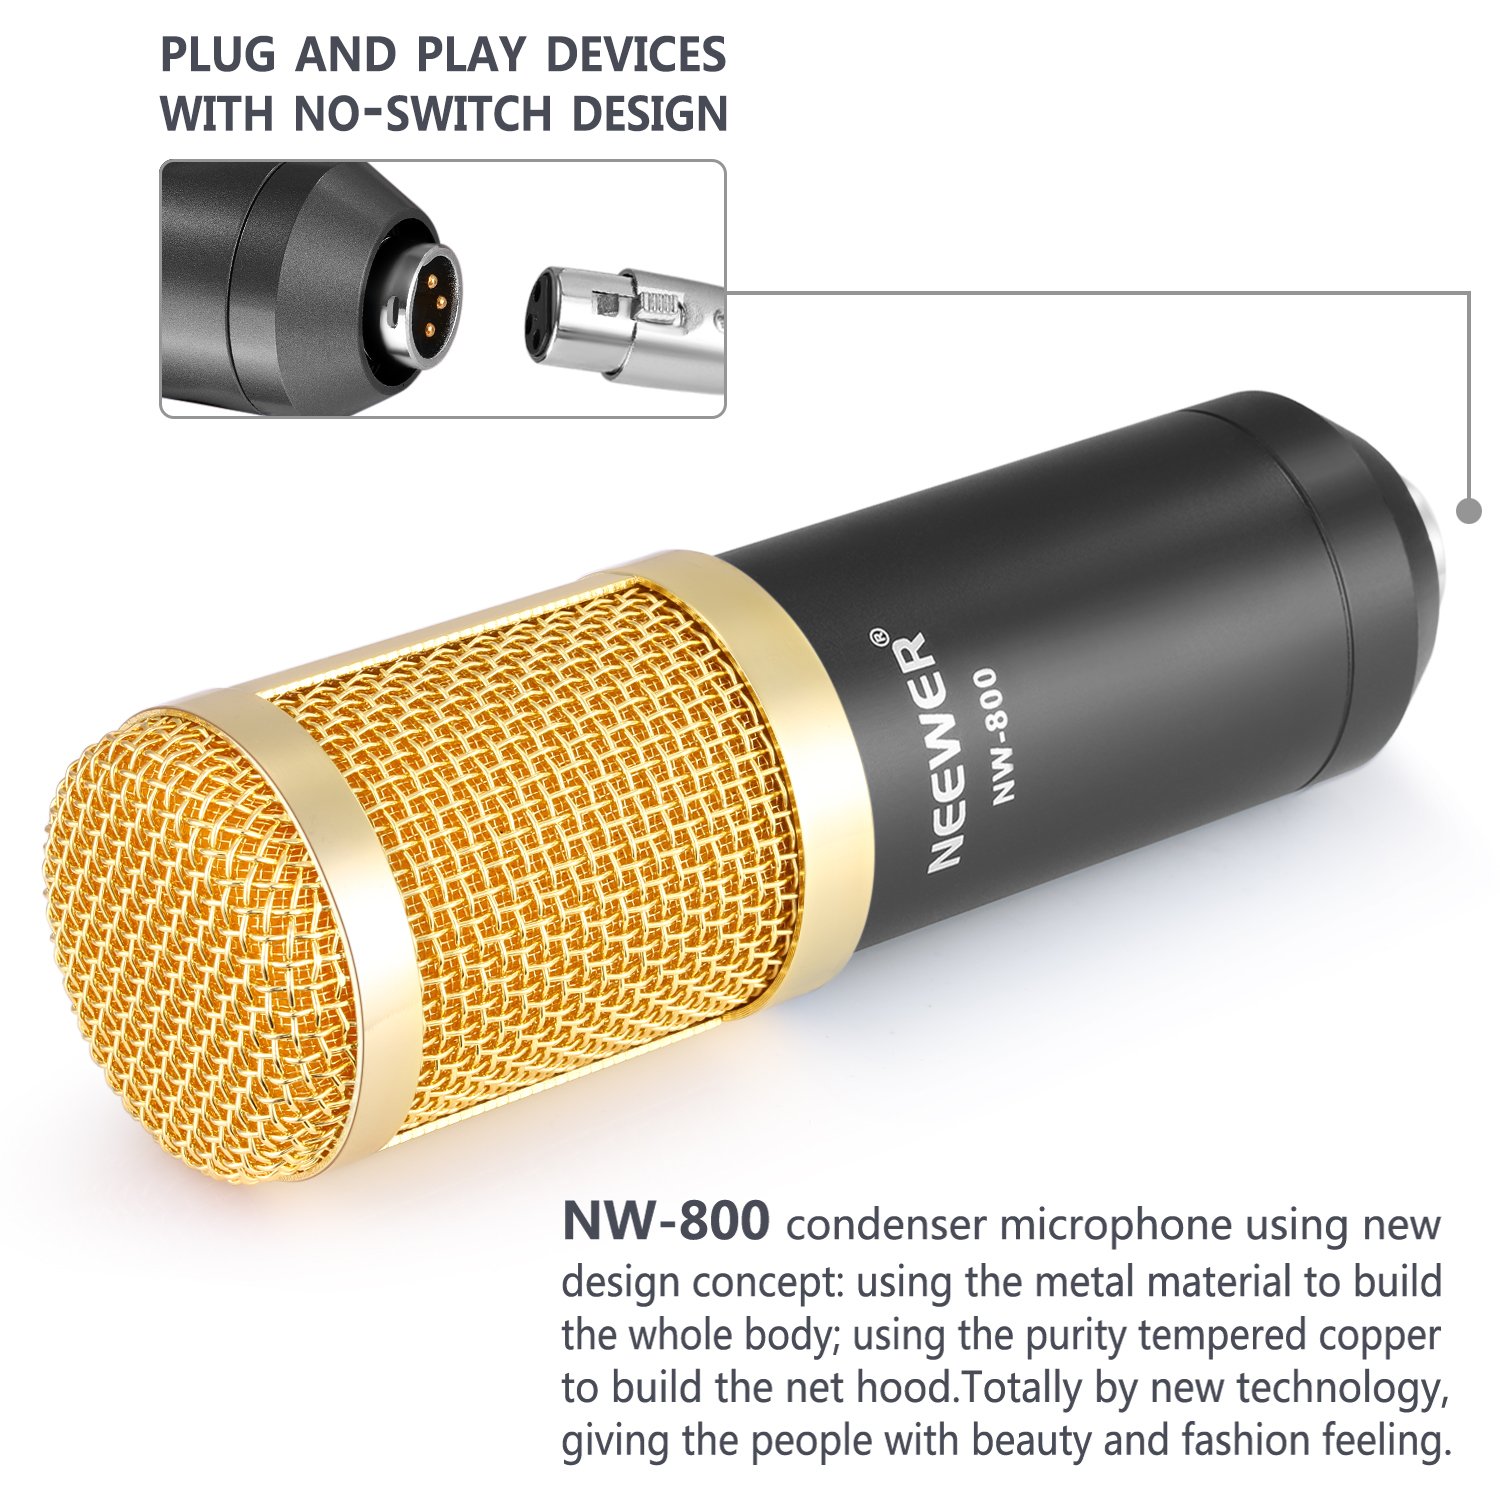 PLUG AND PLAY DEVICES
WITH NO-SWITCH DESIGN
NEEWER®
NW-800
NW-800 condenser microphone using new
design concept: using the metal material to build
the whole body; using the purity tempered copper
to build the net hood.Totally by new technology,
giving the people with beauty and fashion feeling.